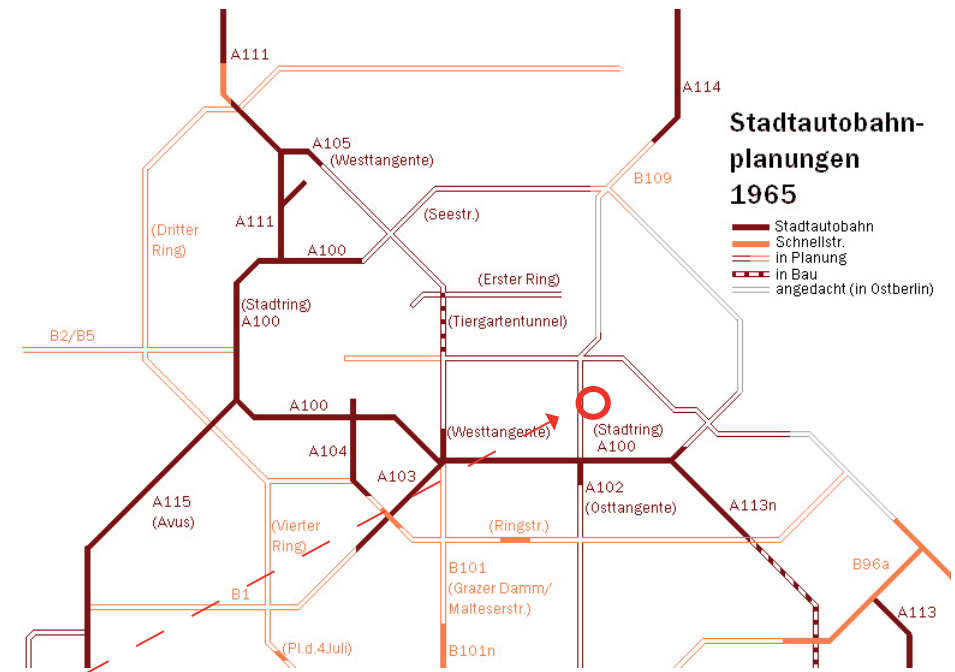 A111
A114
Stadtautobahn-
planungen
1965
Stadtautobahn
Schnellstr.
in Planung
in Bau
angedacht (in Ostberlin)
A105
(Westtangente)
B109
(Seestr.)
A111
(Dritter
Ring)
A100
(Erster Ring)
(Stadtring)
A100
(Tiergartentunnel)
B2/B5
A100
(Westtangente)
(Stadtring)
A100
A104
A103
A102
(Osttangente)
A113n
A115
(Avus)
(Vierter
Ring)
(Ringstr.)
B101
(Grazer Damm/
Malteserstr.)
B96a
B1
A113
(Pl.d.4Juli)
B101n